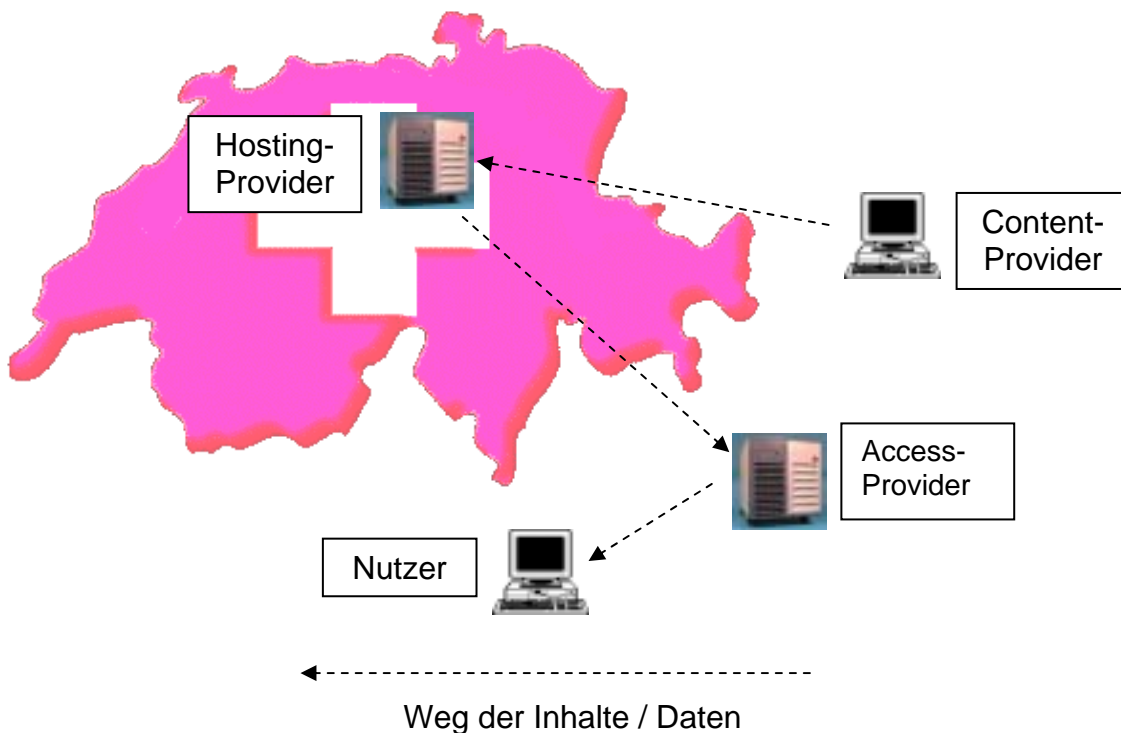 Hosting-
Provider
Content-
Provider
Access-
Provider
Nutzer
Weg der Inhalte / Daten